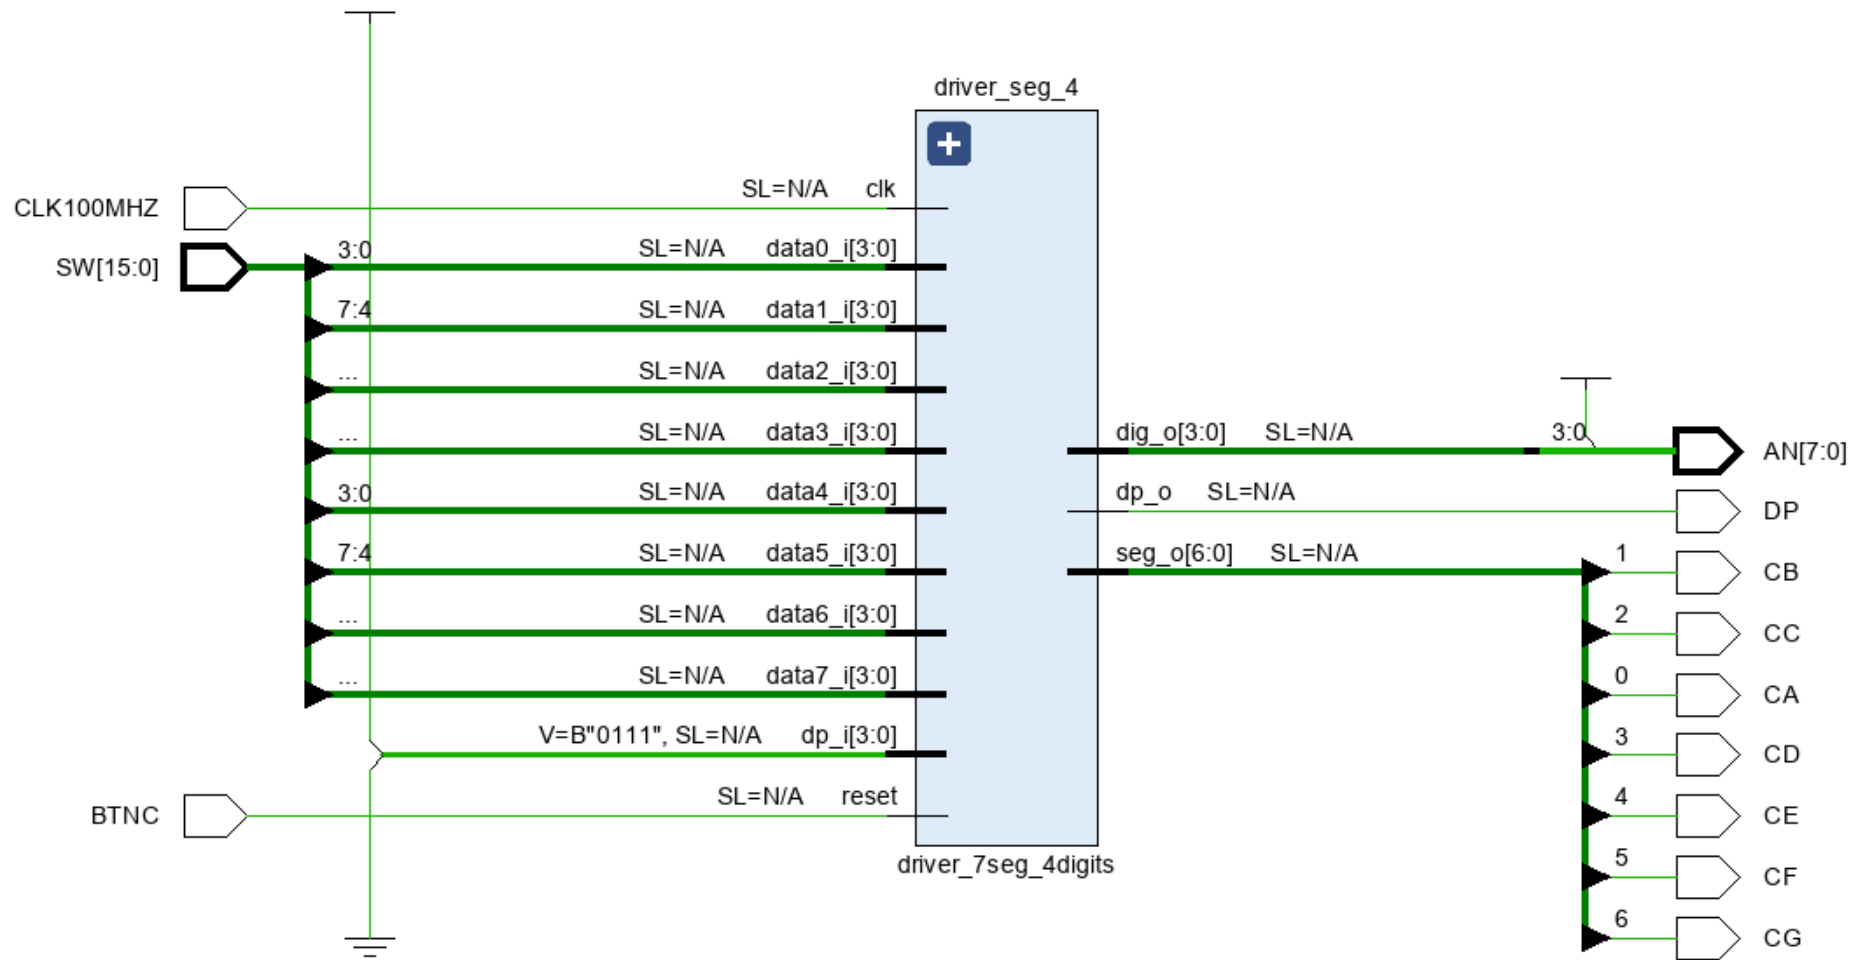 driver_seg_4
CLK100MHZ SL=N/A clk
SW[15:0] 3:0 SL=N/A data0_i[3:0]
7:4 SL=N/A data1_i[3:0]
... SL=N/A data2_i[3:0]
... SL=N/A data3_i[3:0] dig_o[3:0] SL=N/A 3:0 AN[7:0]
3:0 SL=N/A data4_i[3:0] dp_o SL=N/A DP
7:4 SL=N/A data5_i[3:0] seg_o[6:0] SL=N/A 1 CB
... SL=N/A data6_i[3:0] 2 CC
... SL=N/A data7_i[3:0] 0 CA
V=B"0111", SL=N/A dp_i[3:0] 3 CD
BTNC SL=N/A reset 4 CE
driver_7seg_4digits 5 CF
6 CG